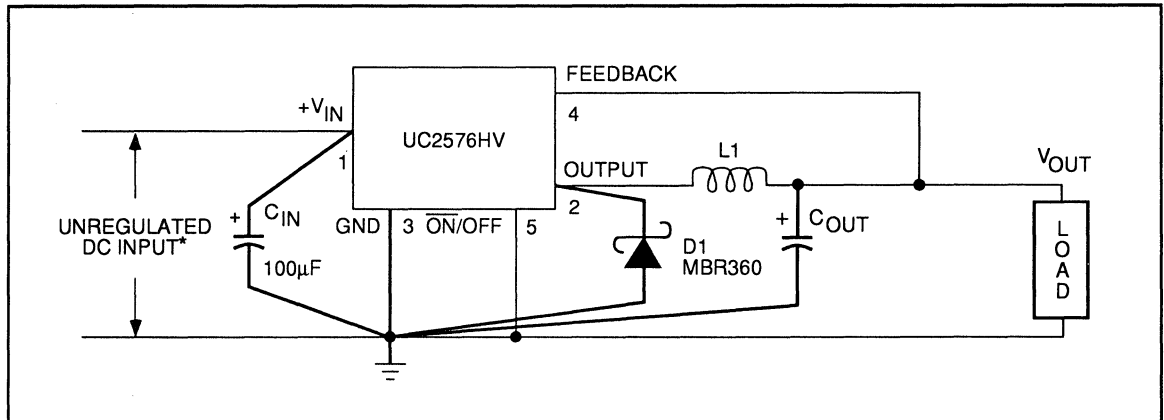 FEEDBACK
+VIN
4
UC2576HV
1
OUTPUT
L1
VOUT
2
UNREGULATED
DC INPUT*
+ CIN
100µF
GND 3 ON/OFF 5
D1
MBR360
+ COUT
LOAD